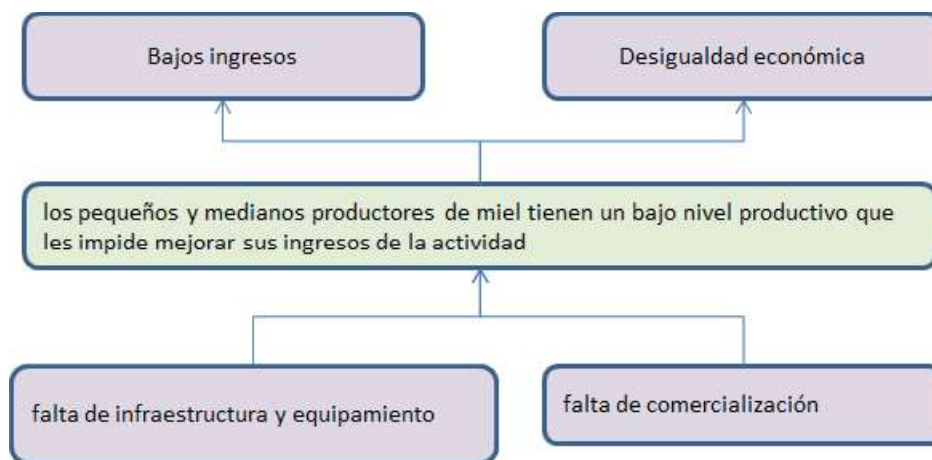 Bajos ingresos
Desigualdad económica
los pequeños y medianos productores de miel tienen un bajo nivel productivo que
les impide mejorar sus ingresos de la actividad
falta de infraestructura y equipamiento
falta de comercialización